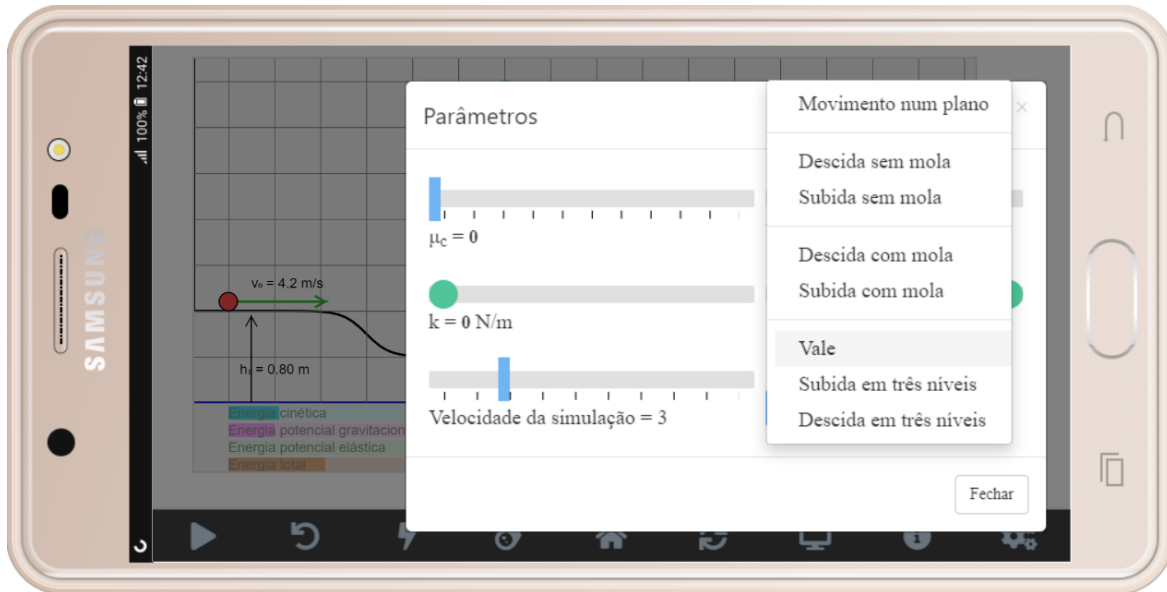 SAMSUNG
100% 12:42
v₀ = 4.2 m/s
h₁ = 0.80 m
Energia cinética
Energia potencial gravitacion
Energia potencial elástica
Energia total
Parâmetros
×
μc = 0
k = 0 N/m
Velocidade da simulação = 3
Movimento num plano
Descida sem mola
Subida sem mola
Descida com mola
Subida com mola
Vale
Subida em três níveis
Descida em três níveis
Fechar